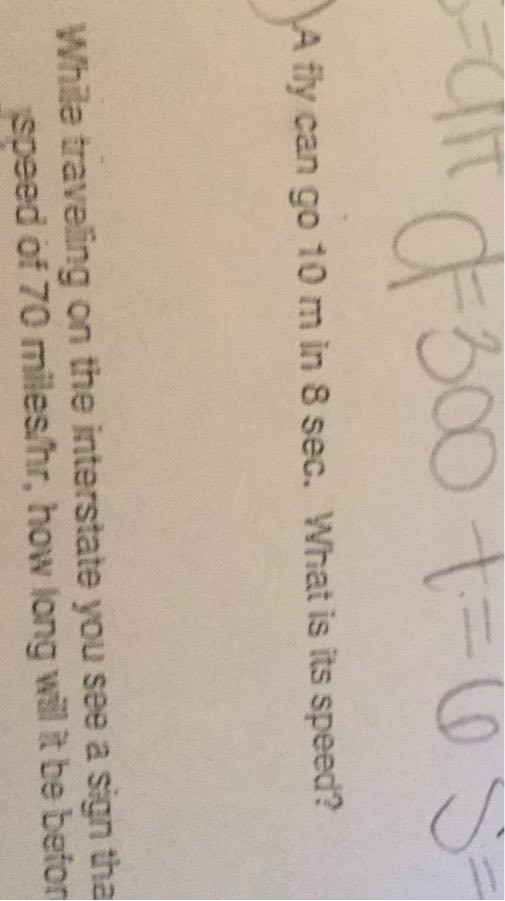 d=300 t=6 S=
) A fly can go 10 m in 8 sec. What is its speed?
While traveling on the interstate you see a sign tha
speed of 70 miles/hr, how long will it be befor